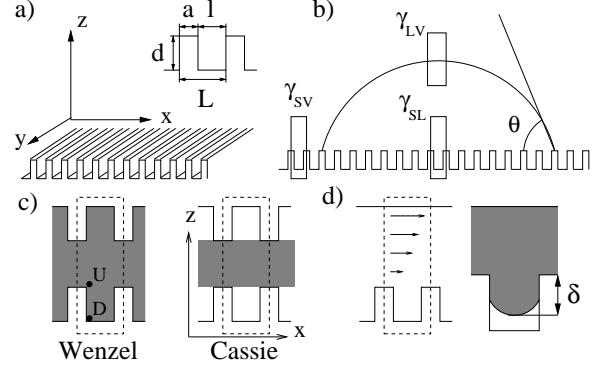 a)
z
x
y
a
l
d
L
b)
γLV
γSV
γSL
θ
c)
U
D
Wenzel
z
x
Cassie
d)
δ